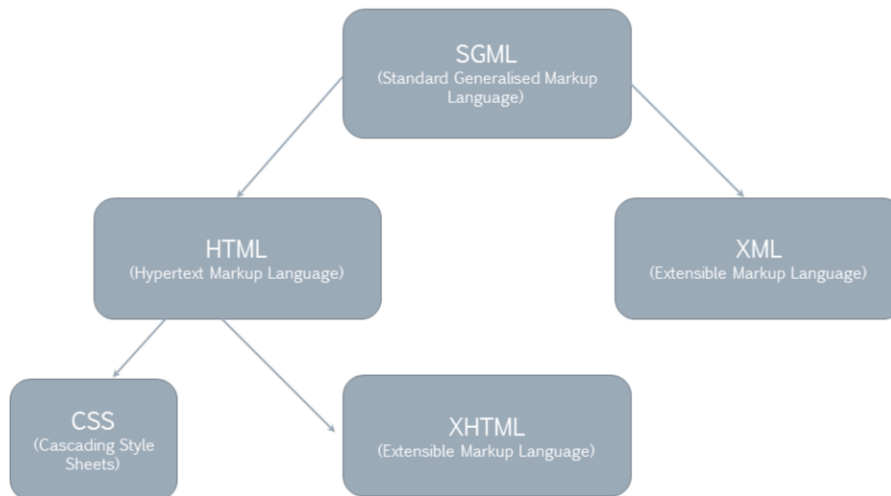 SGML
(Standard Generalised Markup
Language)
HTML
(Hypertext Markup Language)
XML
(Extensible Markup Language)
CSS
(Cascading Style
Sheets)
XHTML
(Extensible Markup Language)